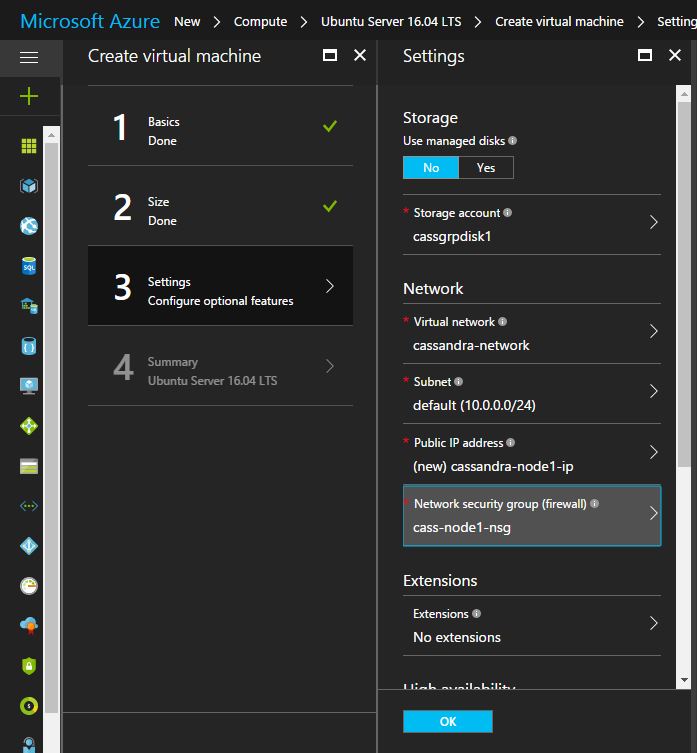 Microsoft Azure New > Compute > Ubuntu Server 16.04 LTS > Create virtual machine > Setting
Create virtual machine
1
Basics
Done
2
Size
Done
3
Settings
Configure optional features
4
Summary
Ubuntu Server 16.04 LTS
Settings
Storage
Use managed disks
No Yes
* Storage account
cassgrpdisk1
Network
* Virtual network
cassandra-network
* Subnet
default (10.0.0.0/24)
* Public IP address
(new) cassandra-node1-ip
* Network security group (firewall)
cass-node1-nsg
Extensions
Extensions
No extensions
High availability
OK
SQL